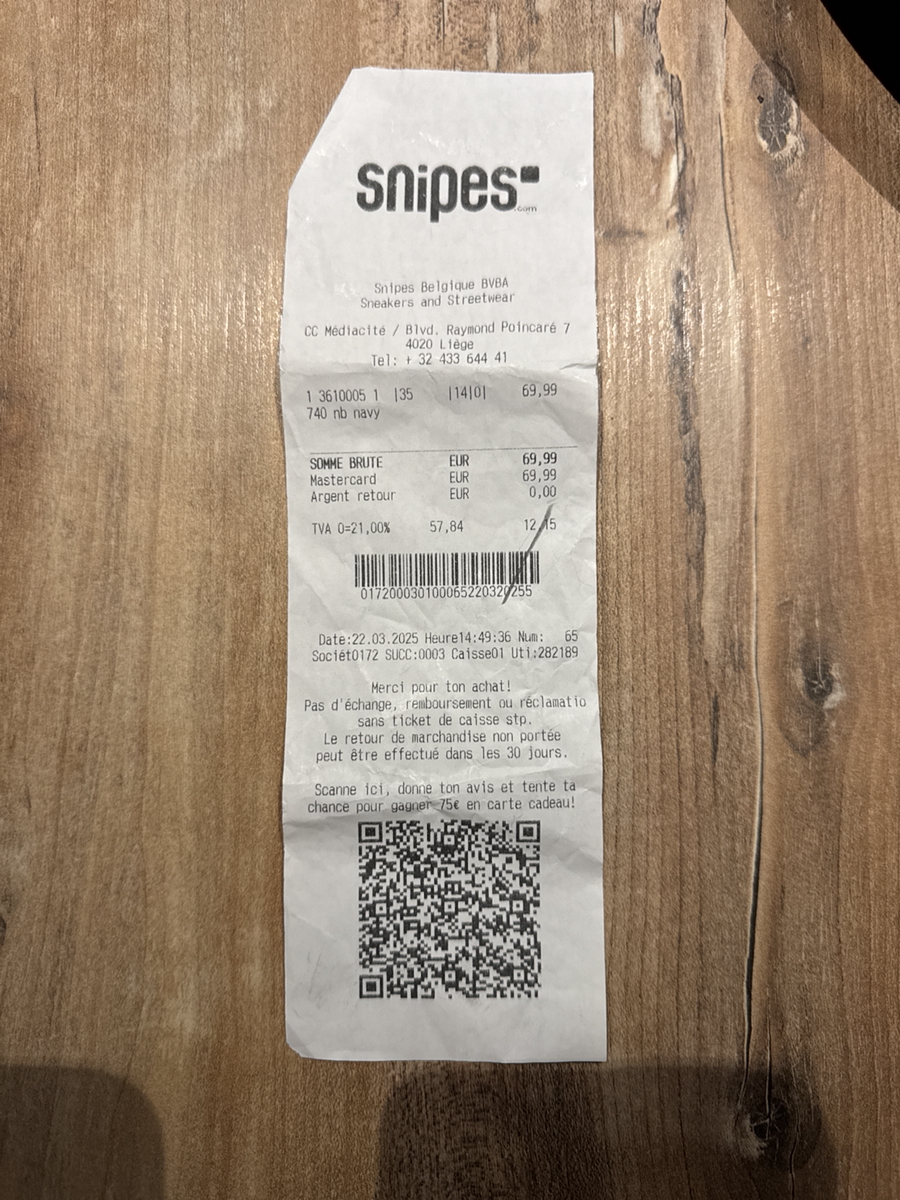 snipes
.com
Snipes Belgique BVBA
Sneakers and Streetwear
CC Médiacité / Blvd. Raymond Poincaré 7
4020 Liège
Tel: + 32 433 644 41
1 3610005 1 |35 |14|0| 69,99
740 nb navy
SOMME BRUTE EUR 69,99
Mastercard EUR 69,99
Argent retour EUR 0,00
TVA 0=21,00% 57,84 12,15
017200030100065220320255
Date:22.03.2025 Heure14:49:36 Num: 65
Sociét0172 SUCC:0003 Caisse01 Uti:282189
Merci pour ton achat!
Pas d'échange, remboursement ou réclamatio
sans ticket de caisse stp.
Le retour de marchandise non portée
peut être effectué dans les 30 jours.
Scanne ici, donne ton avis et tente ta
chance pour gagner 75€ en carte cadeau!